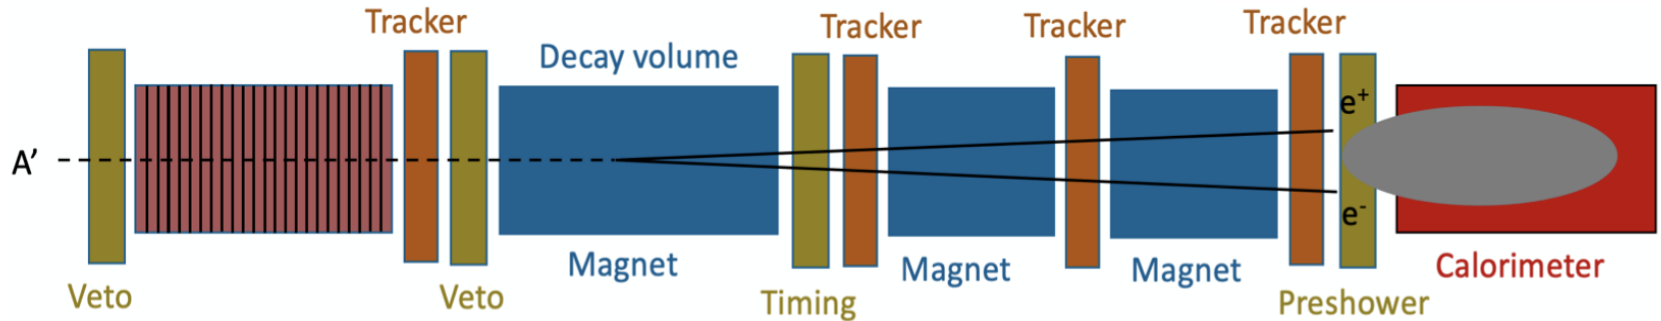 Tracker
Tracker
Tracker
Tracker
Decay volume
A’
e⁺
e⁻
Magnet
Magnet
Magnet
Calorimeter
Veto
Veto
Timing
Preshower